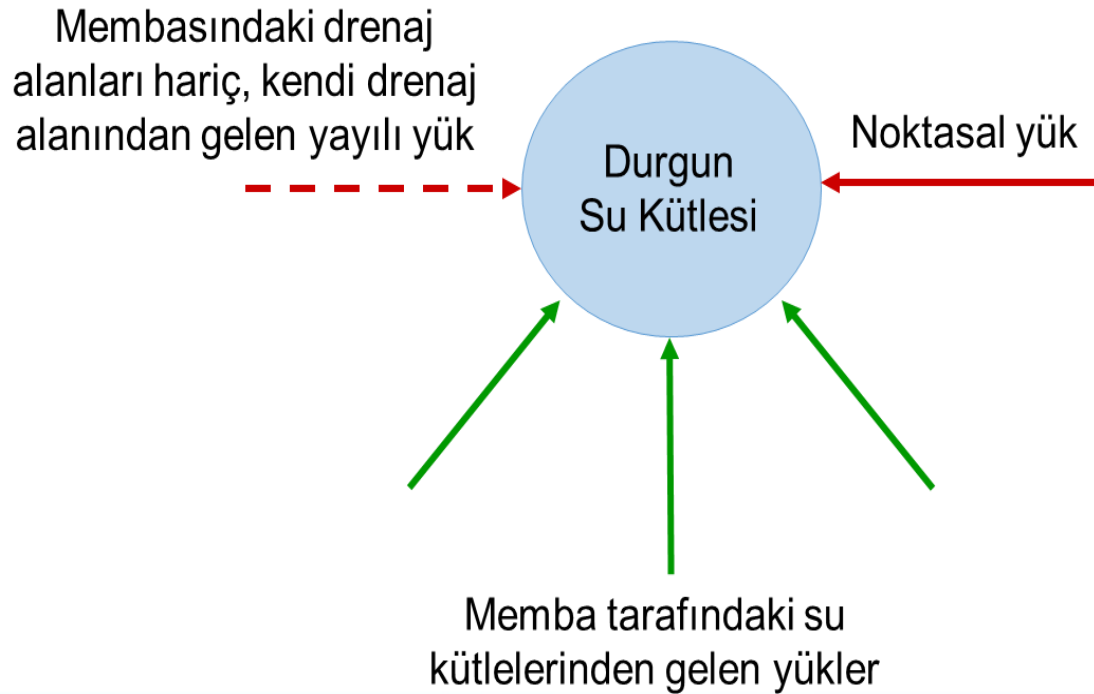 Membasındaki drenaj
alanları hariç, kendi drenaj
alanından gelen yayılı yük
Durgun
Su Kütlesi
Noktasal yük
Memba tarafındaki su
kütlelerinden gelen yükler